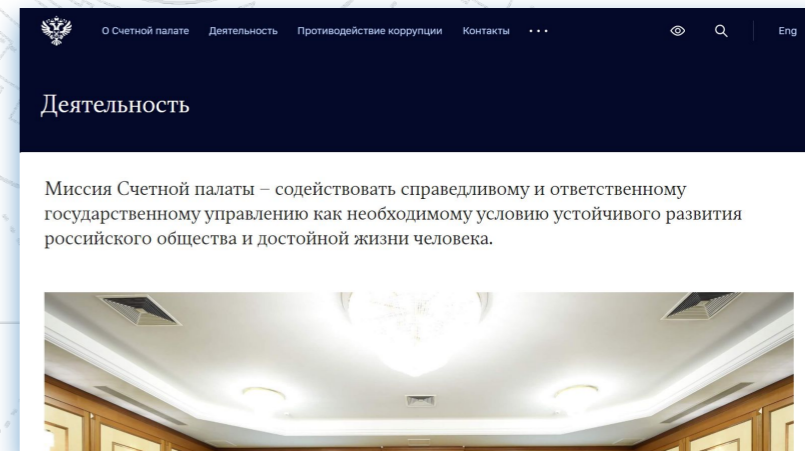 О Счетной палате Деятельность Противодействие коррупции Контакты ••• Eng
Деятельность
Миссия Счетной палаты – содействовать справедливому и ответственному
государственному управлению как необходимому условию устойчивого развития
российского общества и достойной жизни человека.